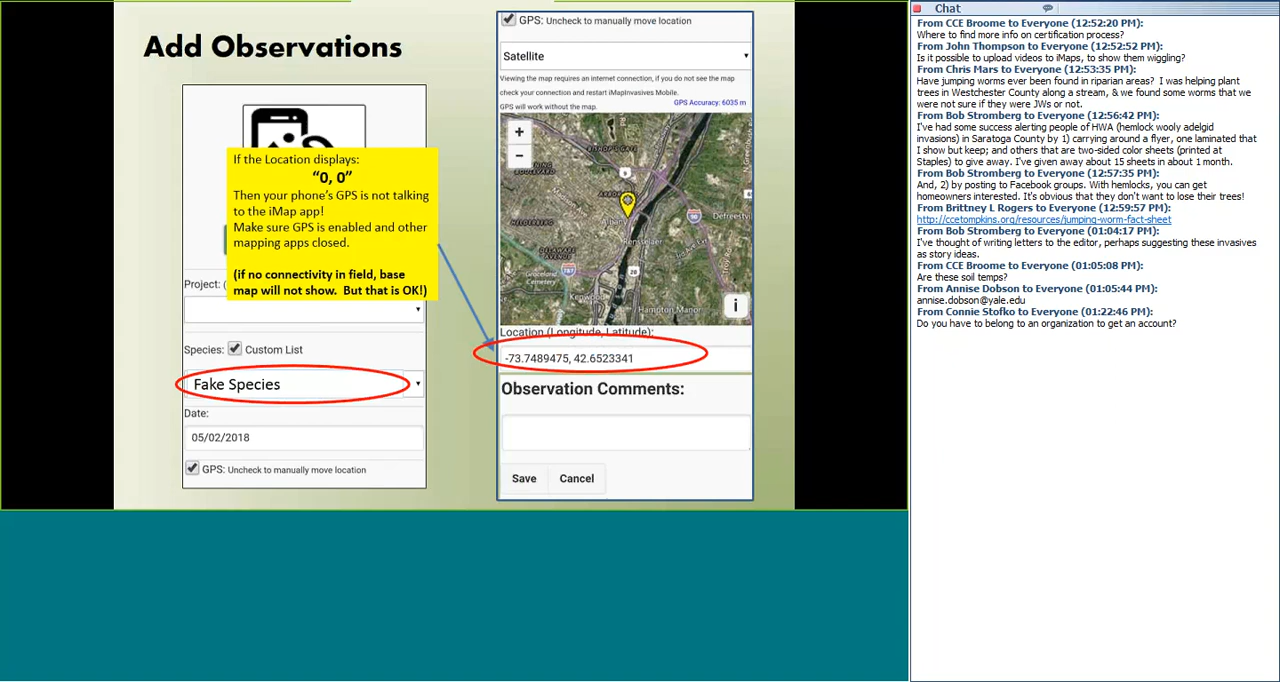 Add Observations
If the Location displays:
“0, 0”
Then your phone’s GPS is not talking
to the iMap app!
Make sure GPS is enabled and other
mapping apps closed.
(if no connectivity in field, base
map will not show. But that is OK!)
Project: (
Species: Custom List
Fake Species
Date:
05/02/2018
GPS: Uncheck to manually move location
GPS: Uncheck to manually move location
Satellite
Viewing the map requires an internet connection, if you do not see the map
check your connection and restart iMapInvasives Mobile.
GPS will work without the map.
GPS Accuracy: 6035 m
+
−
BISHOP'S GATE
9
ARBOR
Albany
90
Defreestv
Rensselaer
DELAWARE
AVENUE
787
Graceland
Cemetery
20
Kenwood
Hampton Manor
i
Location (Longitude, Latitude):
-73.7489475, 42.6523341
Observation Comments:
Save Cancel
Chat
From CCE Broome to Everyone (12:52:20 PM):
Where to find more info on certification process?
From John Thompson to Everyone (12:52:52 PM):
Is it possible to upload videos to iMaps, to show them wiggling?
From Chris Mars to Everyone (12:53:35 PM):
Have jumping worms ever been found in riparian areas? I was helping plant
trees in Westchester County along a stream, & we found some worms that we
were not sure if they were JWs or not.
From Bob Stromberg to Everyone (12:56:42 PM):
I've had some success alerting people of HWA (hemlock wooly adelgid
invasions) in Saratoga County by 1) carrying around a flyer, one laminated that
I show but keep; and others that are two-sided color sheets (printed at
Staples) to give away. I've given away about 15 sheets in about 1 month.
From Bob Stromberg to Everyone (12:57:35 PM):
And, 2) by posting to Facebook groups. With hemlocks, you can get
homeowners interested. It's obvious that they don't want to lose their trees!
From Brittney L Rogers to Everyone (12:59:57 PM):
http://ccetompkins.org/resources/jumping-worm-fact-sheet
From Bob Stromberg to Everyone (01:04:17 PM):
I've thought of writing letters to the editor, perhaps suggesting these invasives
as story ideas.
From CCE Broome to Everyone (01:05:08 PM):
Are these soil temps?
From Annise Dobson to Everyone (01:05:44 PM):
annise.dobson@yale.edu
From Connie Stofko to Everyone (01:22:46 PM):
Do you have to belong to an organization to get an account?